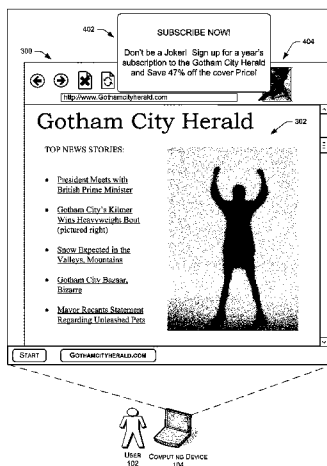 402
SUBSCRIBE NOW!
Don't be a Joker! Sign up for a year's
subscription to the Gotham City Herald
and Save 47% off the cover Price!
404
300
http://www.Gothamcityherald.com
Gotham City Herald
302
TOP NEWS STORIES:
• President Meets with
British Prime Minister
• Gotham City's Kilmer
Wins Heavyweight Bout
(pictured right)
• Snow Expected in the
Valleys, Mountains
• Gotham City Bazaar,
Bizarre
• Mayor Recants Statement
Regarding Unleashed Pets
START
GOTHAMCITYHERALD.COM
USER
102
COMPUTING DEVICE
104